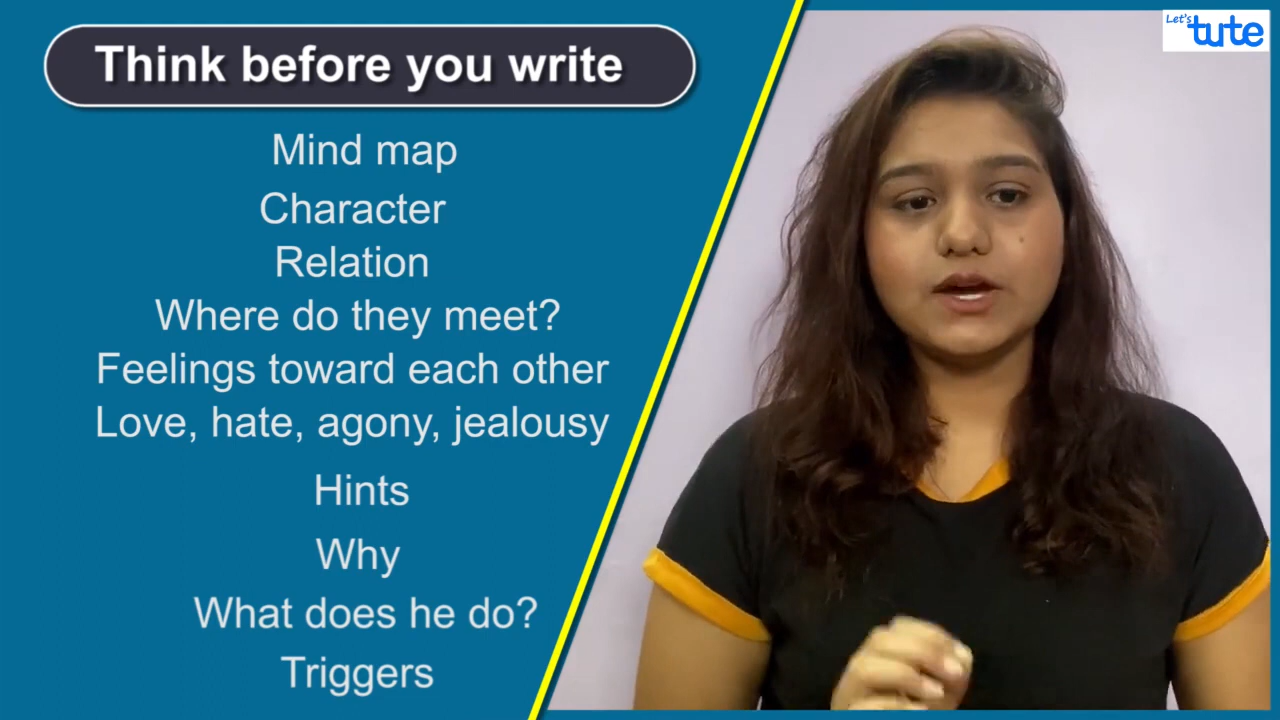 Think before you write
Mind map
Character
Relation
Where do they meet?
Feelings toward each other
Love, hate, agony, jealousy
Hints
Why
What does he do?
Triggers
Let's
tute